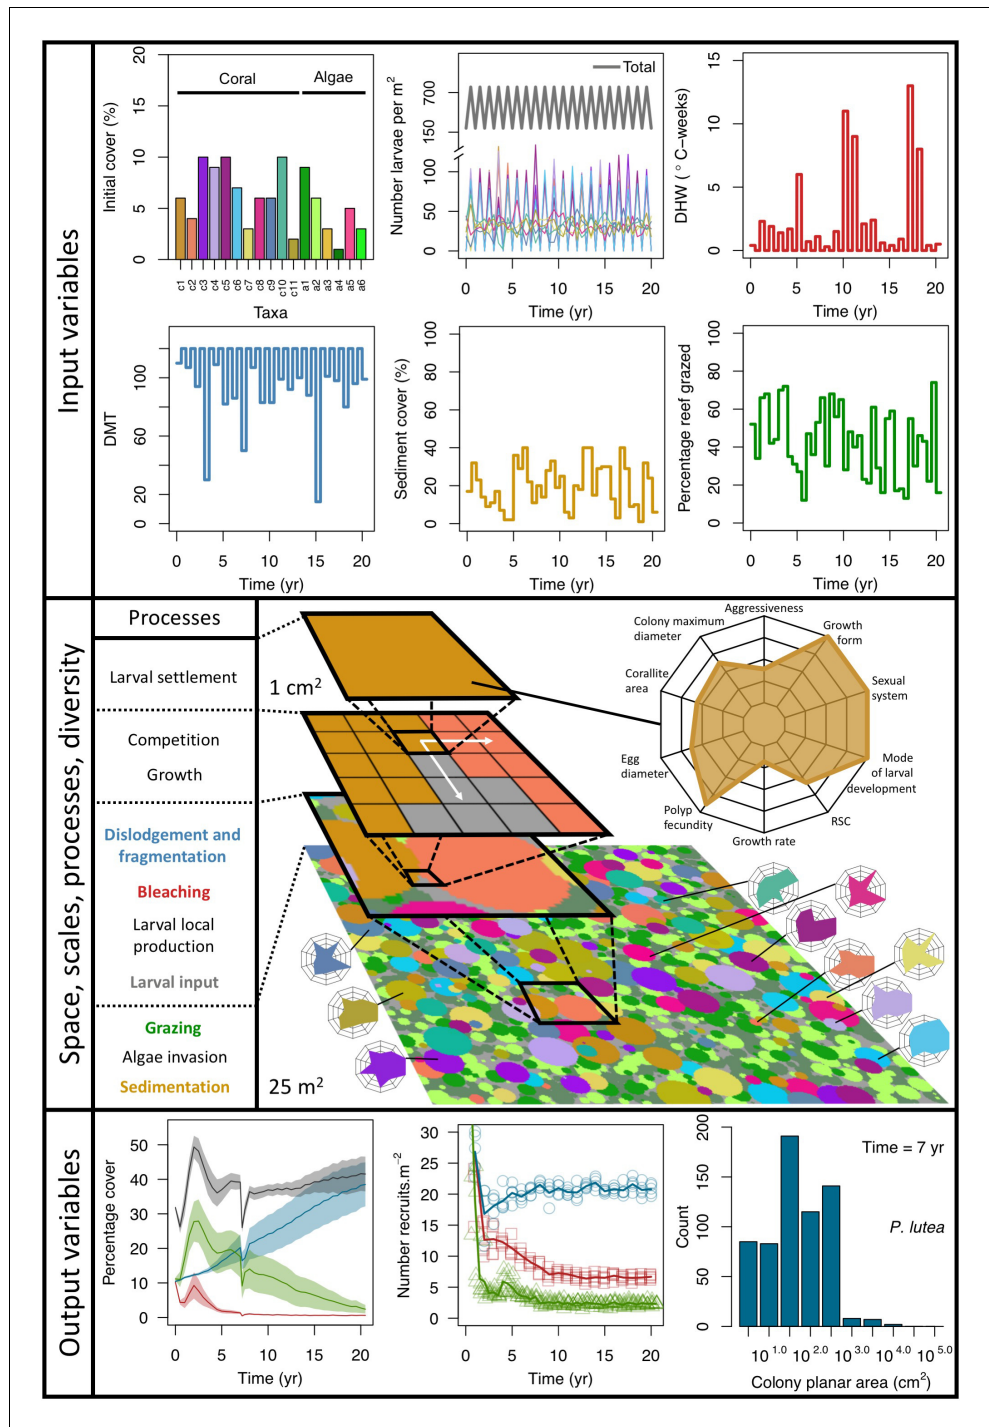 Input variables
Initial cover (%)
20
15
10
5
0
Coral
Algae
c1
c2
c3
c4
c5
c6
c7
c8
c9
c10
c11
a1
a2
a3
a4
a5
a6
Taxa
Number larvae per m2
700
150
100
50
0
Total
0 5 10 15 20
Time (yr)
DHW ( ° C-weeks)
15
10
5
0
0 5 10 15 20
Time (yr)
DMT
100
60
20
0
0 5 10 15 20
Time (yr)
Sediment cover (%)
100
80
60
40
20
0
0 5 10 15 20
Time (yr)
Percentage reef grazed
100
80
60
40
20
0
0 5 10 15 20
Time (yr)
Space, scales, processes, diversity
Processes
Larval settlement
Competition
Growth
Dislodgement and
fragmentation
Bleaching
Larval local
production
Larval input
Grazing
Algae invasion
Sedimentation
1 cm2
25 m2
Aggressiveness
Growth
form
Sexual
system
Mode
of larval
development
RSC
Growth rate
Polyp
fecundity
Egg
diameter
Corallite
area
Colony maximum
diameter
Output variables
Percentage cover
50
40
30
20
10
0
0 5 10 15 20
Time (yr)
Number recruits.m-2
30
25
20
15
10
5
0
0 5 10 15 20
Time (yr)
Count
200
150
100
50
0
Time = 7 yr
P. lutea
10 1.0 10 2.0 10 3.0 10 4.0 10 5.0
Colony planar area (cm2)